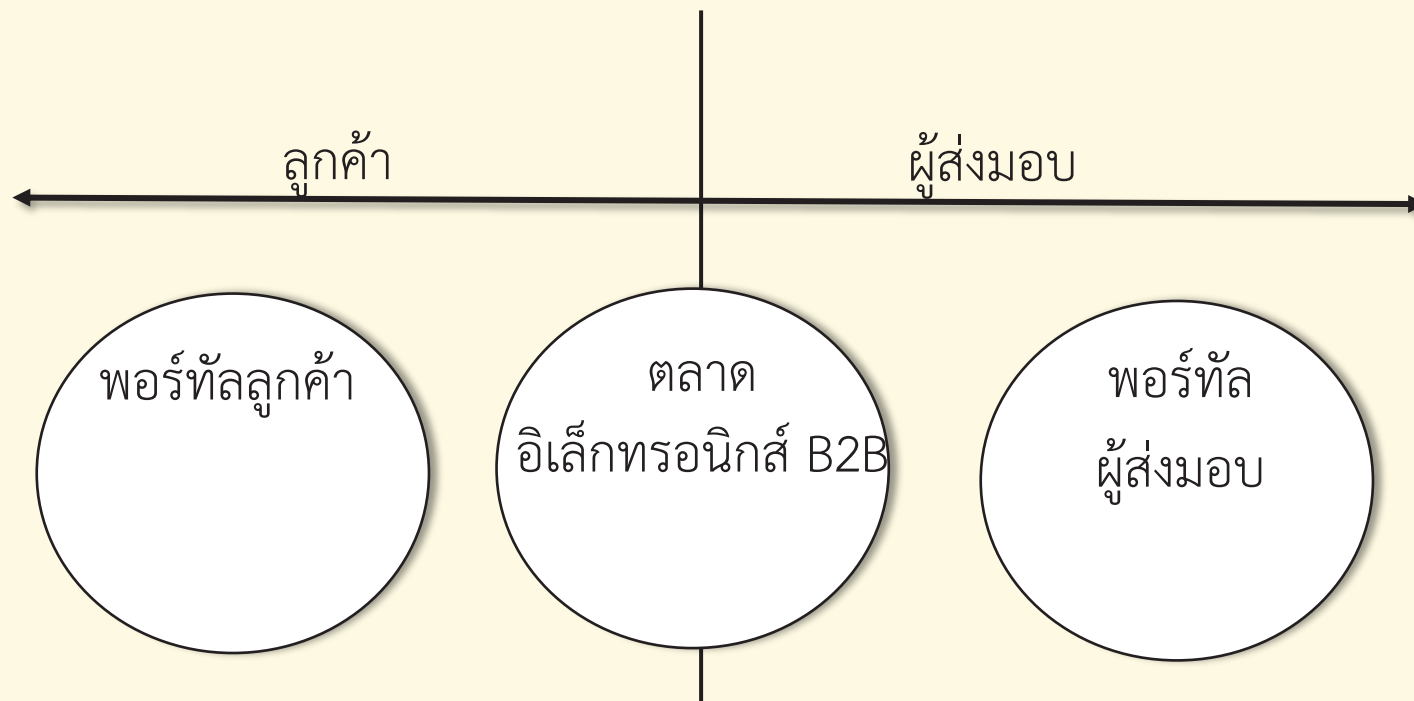 ลูกค้า
ผู้ส่งมอบ
พอร์ทัลลูกค้า
ตลาด
อิเล็กทรอนิกส์ B2B
พอร์ทัล
ผู้ส่งมอบ